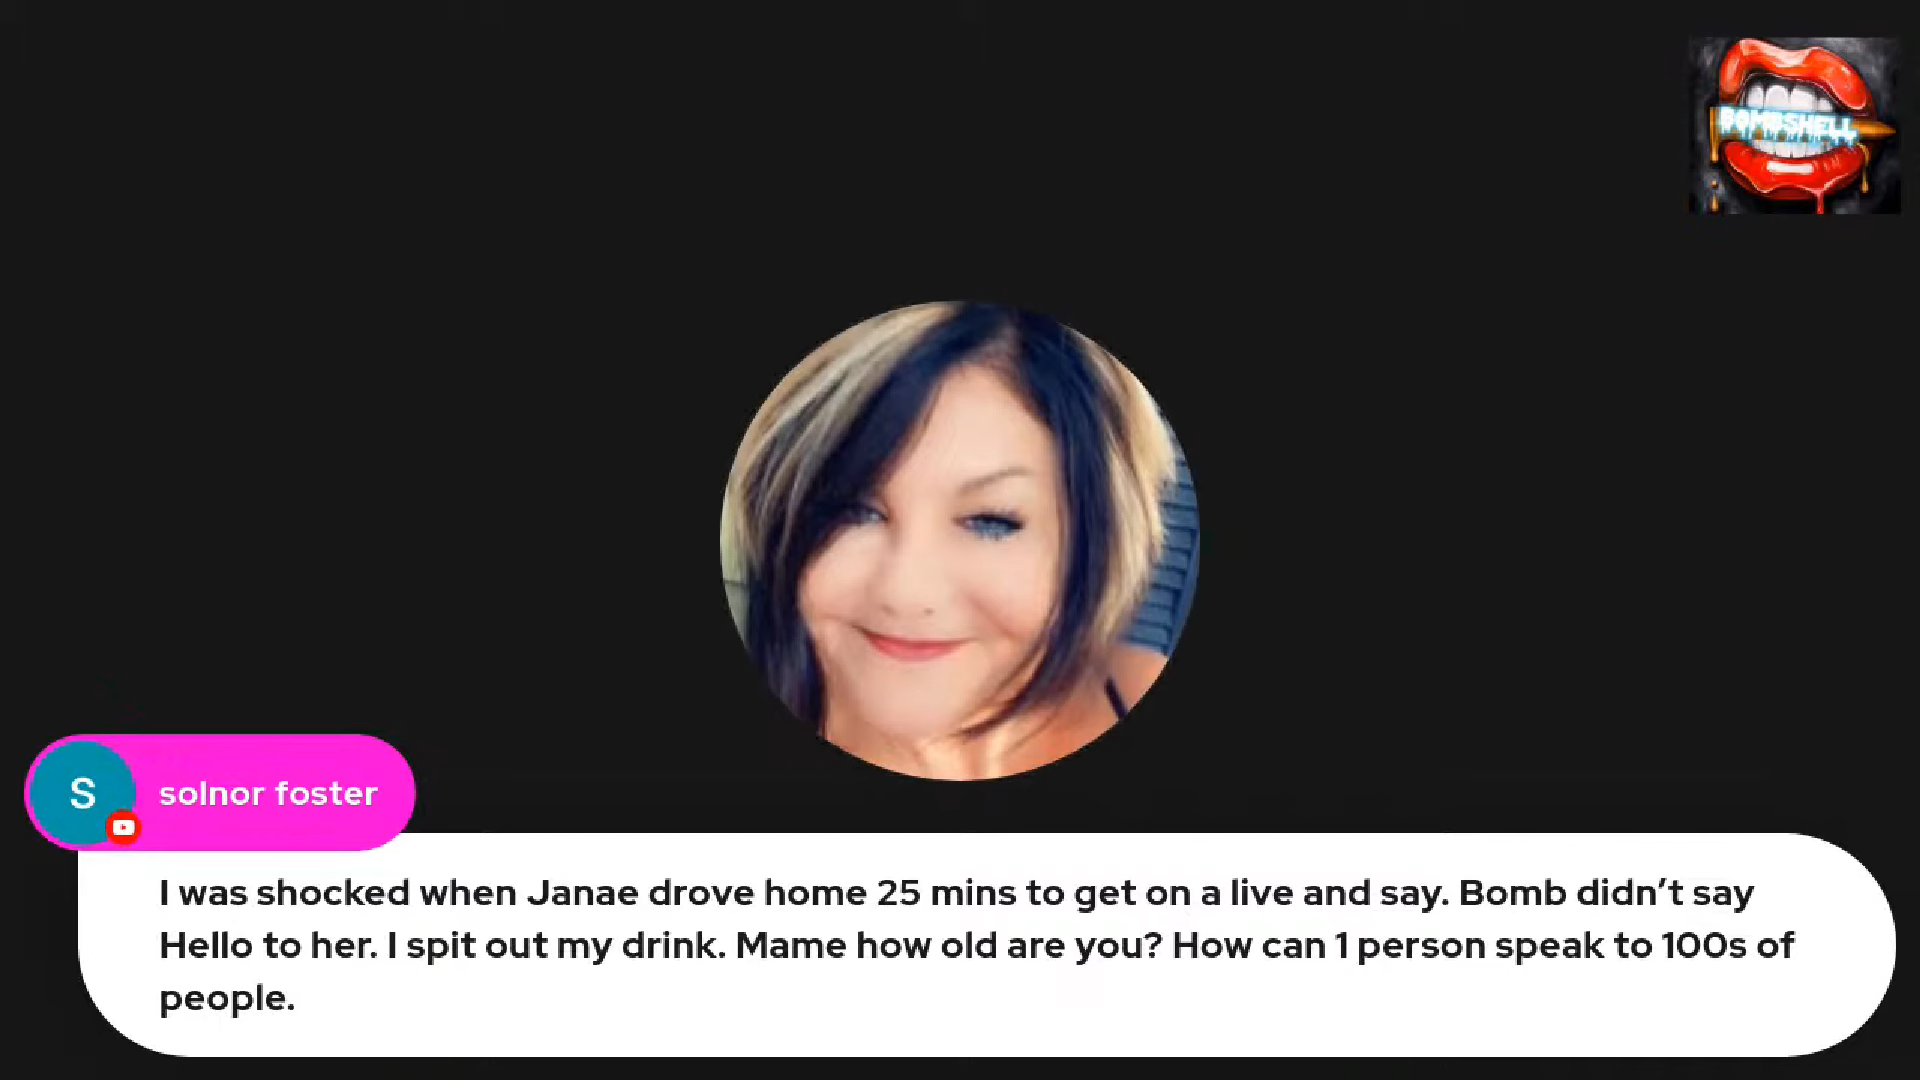 BOMBSHELL
S
solnor foster
I was shocked when Janae drove home 25 mins to get on a live and say. Bomb didn’t say
Hello to her. I spit out my drink. Mame how old are you? How can 1 person speak to 100s of
people.